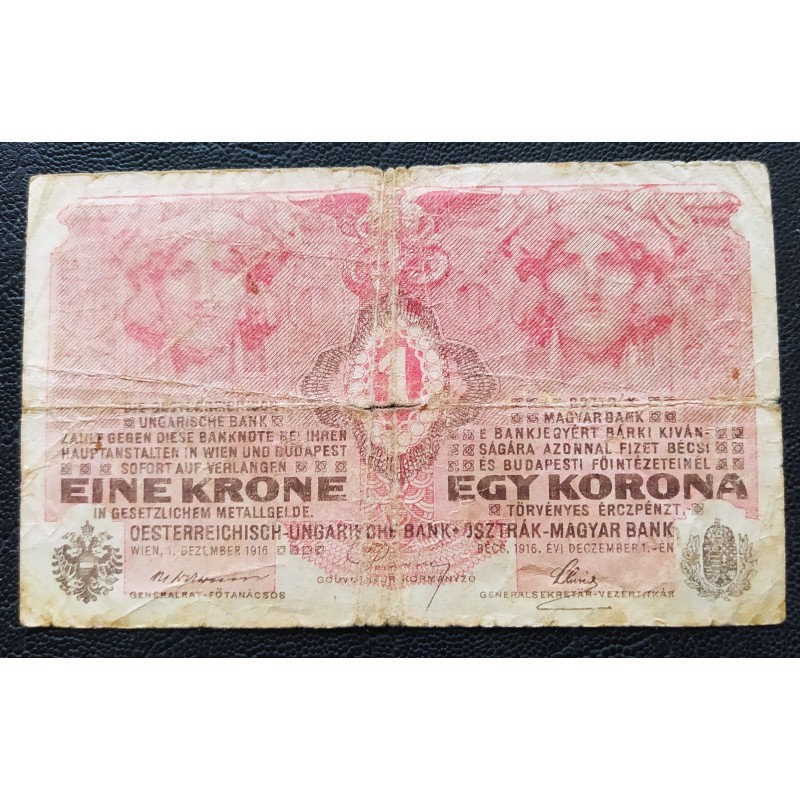 1
DIE OESTERREICHISCH
UNGARISCHE BANK
ZAHLT GEGEN DIESE BANKNOTE BEI IHREN
HAUPTANSTALTEN IN WIEN UND BUDAPEST
SOFORT AUF VERLANGEN
EINE KRONE
IN GESETZLICHEM METALLGELDE.
MAGYAR BANK
E BANKJEGYÉRT BÁRKI KIVÁN-
SÁGÁRA AZONNAL FIZET BÉCSI
ÉS BUDAPESTI FŐINTÉZETEINÉL
EGY KORONA
TÖRVÉNYES ÉRCZPÉNZT.
OESTERREICHISCH-UNGARISCHE BANK • OSZTRÁK-MAGYAR BANK
WIEN, 1. DEZEMBER 1916
BÉCS, 1916. ÉVI DECZEMBER 1.-ÉN
GENERALRAT-FŐTANÁCSOS
GOUVERNEUR KORMÁNYZÓ
GENERALSEKRETÄR-VEZÉRTITKÁR